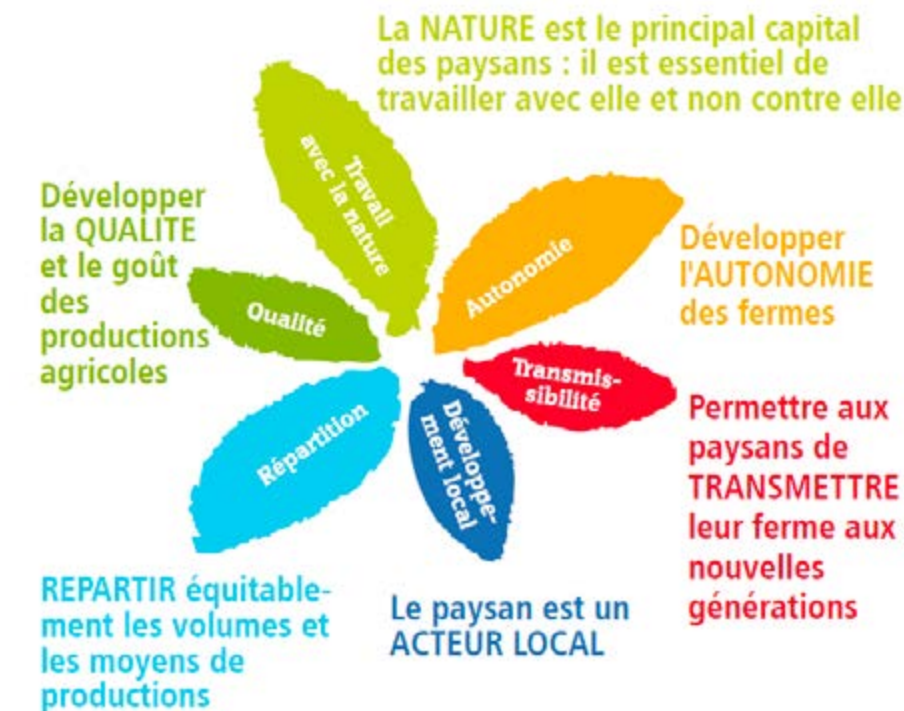 La NATURE est le principal capital
des paysans : il est essentiel de
travailler avec elle et non contre elle
Travail
avec la nature
Développer
la QUALITE
et le goût
des
productions
agricoles
Qualité
Autonomie
Développer
l'AUTONOMIE
des fermes
Transmis-
sibilité
Permettre aux
paysans de
TRANSMETTRE
leur ferme aux
nouvelles
générations
Répartition
Développe-
ment local
REPARTIR équitable-
ment les volumes et
les moyens de
productions
Le paysan est un
ACTEUR LOCAL